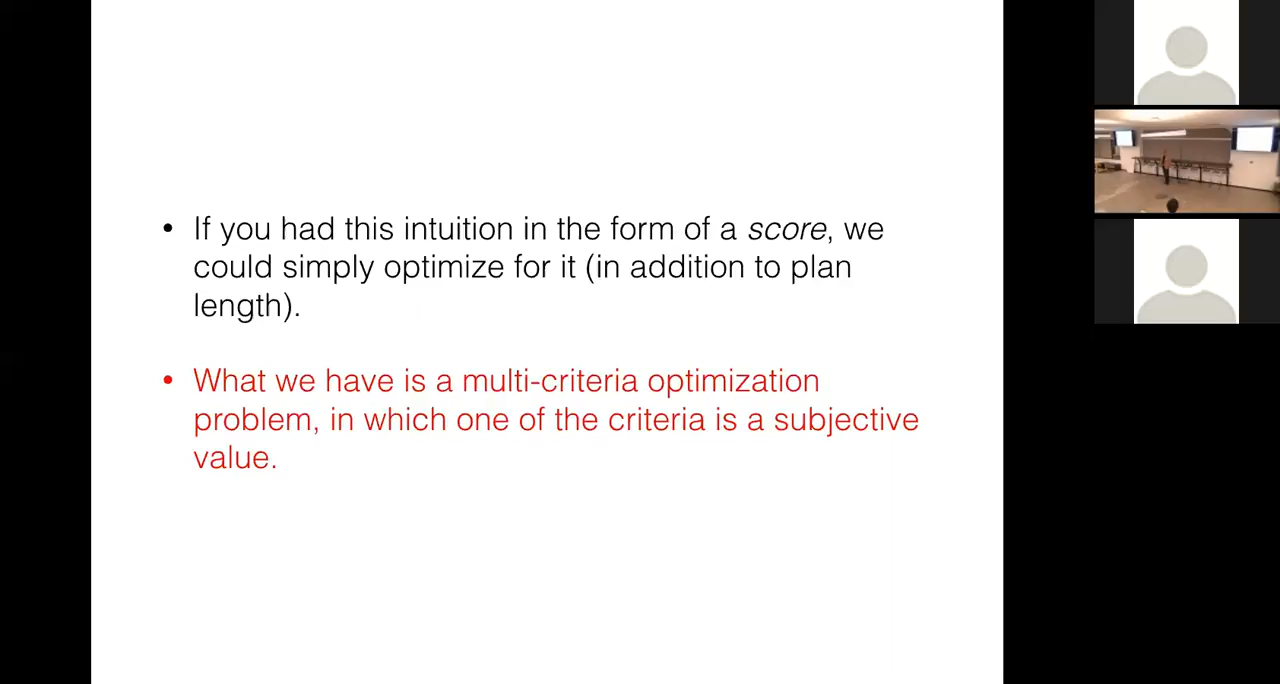 • If you had this intuition in the form of a score, we
could simply optimize for it (in addition to plan
length).
• What we have is a multi-criteria optimization
problem, in which one of the criteria is a subjective
value.